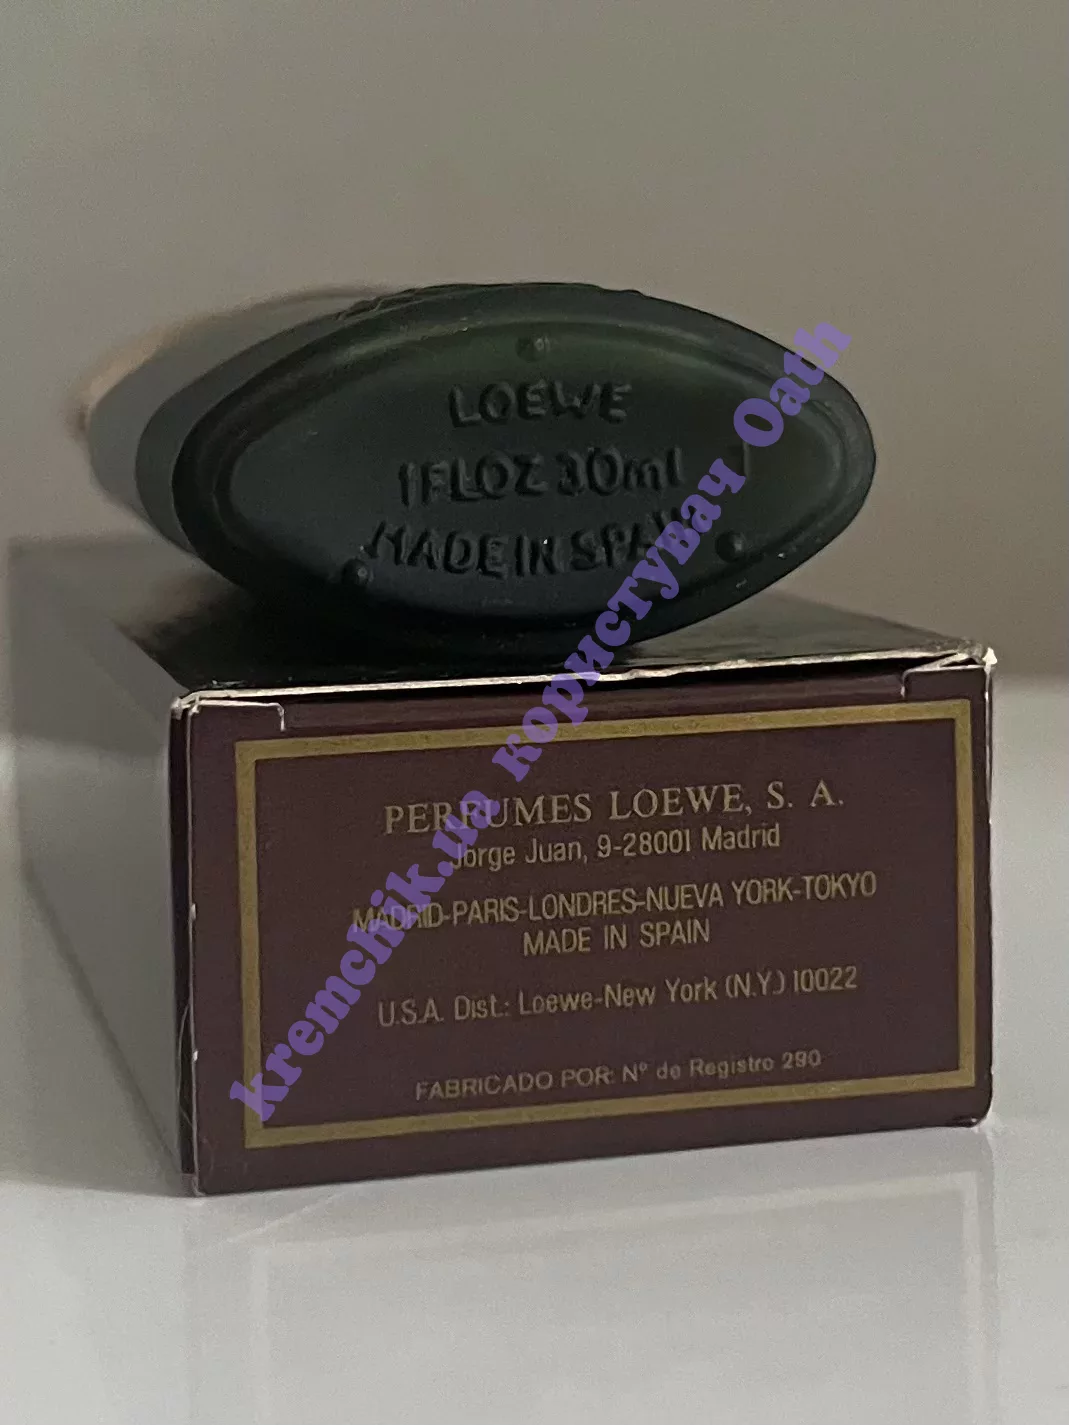 LOEWE
1FLOZ 30ml
MADE IN SPAIN
PERFUMES LOEWE, S. A.
Jorge Juan, 9-28001 Madrid
MADRID-PARIS-LONDRES-NUEVA YORK-TOKYO
MADE IN SPAIN
U.S.A. Dist.: Loewe-New York (N.Y.) 10022
FABRICADO POR: Nº de Registro 290
kremchik.ua користувач Oath